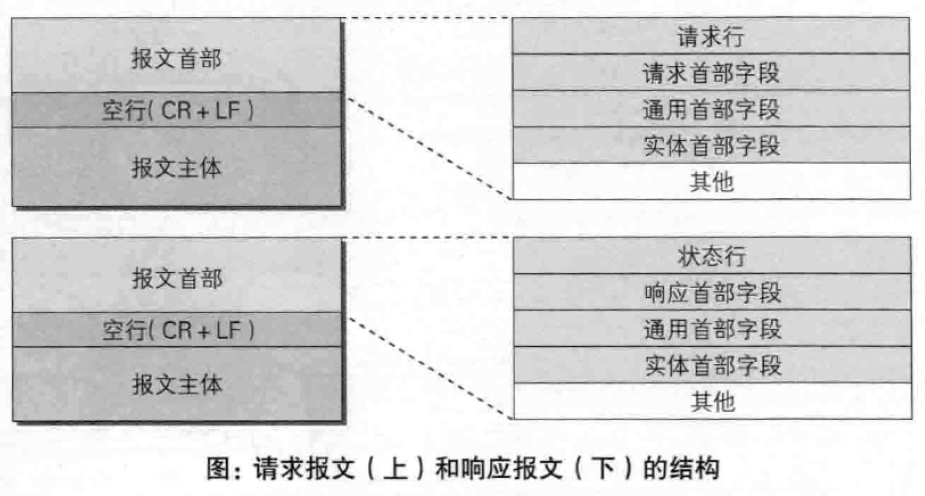 报文首部
空行(CR+LF)
报文主体
请求行
请求首部字段
通用首部字段
实体首部字段
其他
报文首部
空行(CR+LF)
报文主体
状态行
响应首部字段
通用首部字段
实体首部字段
其他
图：请求报文（上）和响应报文（下）的结构